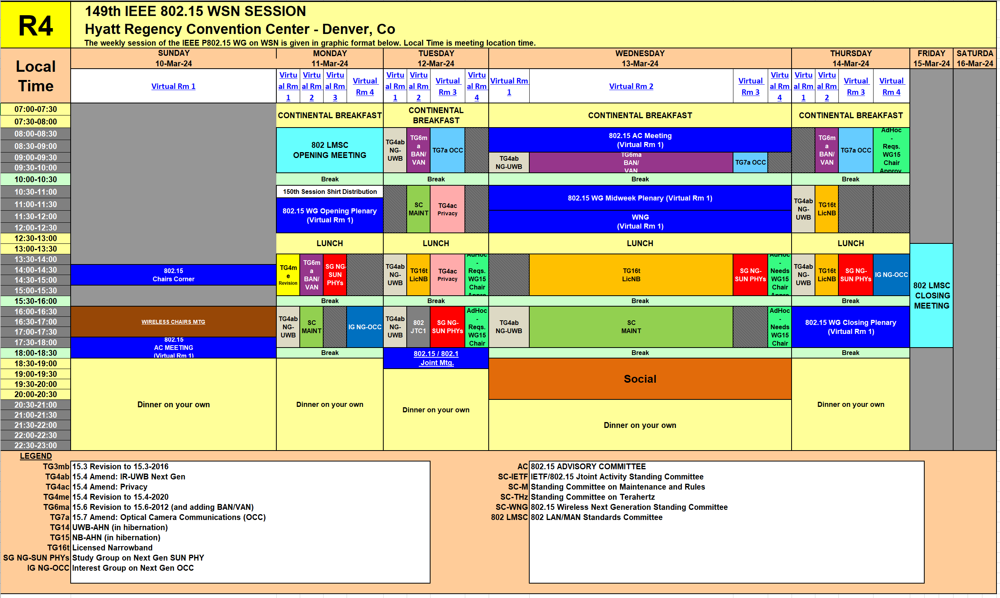 R4
149th IEEE 802.15 WSN SESSION
Hyatt Regency Convention Center - Denver, Co
The weekly session of the IEEE P802.15 WG on WSN is given in graphic format below. Local Time is meeting location time.
Local
Time
SUNDAY
10-Mar-24
MONDAY
11-Mar-24
TUESDAY
12-Mar-24
WEDNESDAY
13-Mar-24
THURSDAY
14-Mar-24
FRIDAY
15-Mar-24
SATURDA
16-Mar-24
Virtual Rm 1
Virtu
al Rm
1
Virtu
al Rm
2
Virtu
al Rm
3
Virtual
Rm 4
Virtu
al Rm
1
Virtu
al Rm
2
Virtual
Rm 3
Virtu
al Rm
4
Virtual Rm
1
Virtual Rm 2
Virtual
Rm 3
Virtu
al Rm
4
Virtu
al Rm
1
Virtu
al Rm
2
Virtual
Rm 3
Virtual
Rm 4
07:00-07:30
07:30-08:00
CONTINENTAL BREAKFAST
CONTINENTAL
BREAKFAST
CONTINENTAL BREAKFAST
CONTINENTAL BREAKFAST
08:00-08:30
08:30-09:00
09:00-09:30
09:30-10:00
802 LMSC
OPENING MEETING
TG4ab
NG-
UWB
TG6m
a
BAN/
VAN
TG7a OCC
802.15 AC Meeting
(Virtual Rm 1)
TG4ab
NG-UWB
TG6ma
BAN/
VAN
TG7a OCC
TG6m
a
BAN/
VAN
TG7a OCC
AdHoc
-
Reqs.
WG15
Chair
Approv
10:00-10:30
Break
Break
Break
Break
10:30-11:00
11:00-11:30
11:30-12:00
12:00-12:30
150th Session Shirt Distribution
802.15 WG Opening Plenary
(Virtual Rm 1)
SC
MAINT
TG4ac
Privacy
802.15 WG Midweek Plenary (Virtual Rm 1)
WNG
(Virtual Rm 1)
TG4ab
NG-
UWB
TG16t
LicNB
12:30-13:00
13:00-13:30
LUNCH
LUNCH
LUNCH
LUNCH
13:30-14:00
14:00-14:30
14:30-15:00
15:00-15:30
802.15
Chairs Corner
TG4m
e
Revision
TG6m
a
BAN/
VAN
SG NG-
SUN
PHYs
TG4ab
NG-
UWB
TG16t
LicNB
TG4ac
Privacy
AdHoc
-
Reqs.
WG15
Chair
Appro
TG16t
LicNB
SG NG-
SUN PHYs
AdHoc
-
Needs
WG15
Chair
Appro
TG4ab
NG-
UWB
TG16t
LicNB
SG NG-
SUN PHYs
IG NG-OCC
802 LMSC
CLOSING
MEETING
15:30-16:00
Break
Break
Break
Break
16:00-16:30
16:30-17:00
17:00-17:30
17:30-18:00
WIRELESS CHAIRS MTG
802.15
AC MEETING
(Virtual Rm 1)
TG4ab
NG-
UWB
SC
MAINT
IG NG-OCC
TG4ab
NG-
UWB
802
JTC1
SG NG-
SUN PHYs
AdHoc
-
Reqs.
WG15
Chair
TG4ab
NG-UWB
SC
MAINT
AdHoc
-
Needs
WG15
Chair
802.15 WG Closing Plenary
(Virtual Rm 1)
18:00-18:30
Break
802.15 / 802.1
Joint Mtg.
Break
Break
18:30-19:00
19:00-19:30
19:30-20:00
20:00-20:30
20:30-21:00
21:00-21:30
21:30-22:00
22:00-22:30
22:30-23:00
Dinner on your own
Dinner on your own
Dinner on your own
Social
Dinner on your own
Dinner on your own
LEGEND
TG3mb 15.3 Revision to 15.3-2016
TG4ab 15.4 Amend: IR-UWB Next Gen
TG4ac 15.4 Amend: Privacy
TG4me 15.4 Revision to 15.4-2020
TG6ma 15.6 Revision to 15.6-2012 (and adding BAN/VAN)
TG7a 15.7 Amend: Optical Camera Communications (OCC)
TG14 UWB-AHN (in hibernation)
TG15 NB-AHN (in hibernation)
TG16t Licensed Narrowband
SG NG-SUN PHYs Study Group on Next Gen SUN PHY
IG NG-OCC Interest Group on Next Gen OCC
AC 802.15 ADVISORY COMMITTEE
SC-IETF IETF/802.15 Jtoint Activity Standing Committee
SC-M Standing Committee on Maintenance and Rules
SC-THz Standing Committee on Terahertz
SC-WNG 802.15 Wireless Next Generation Standing Committee
802 LMSC 802 LAN/MAN Standards Committee